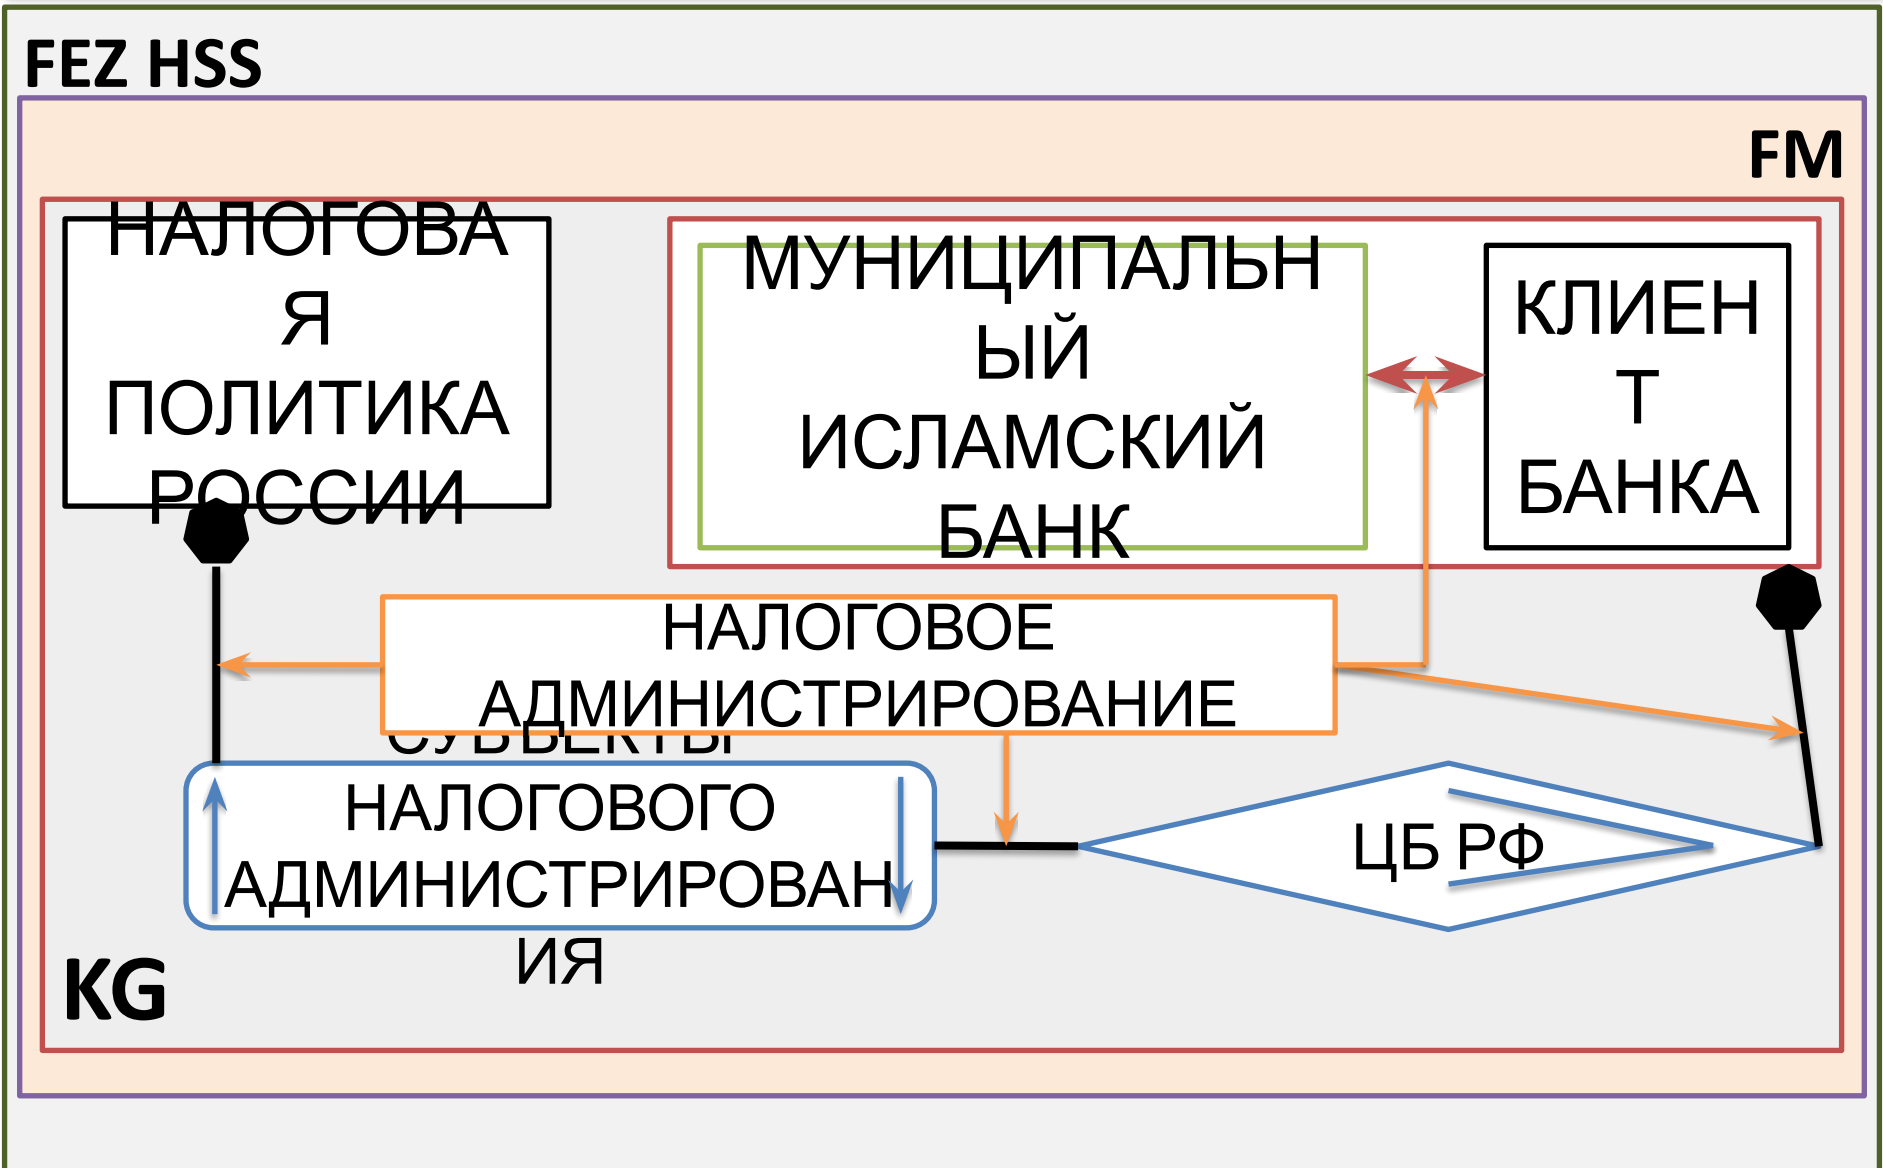 FEZ HSS
FM
НАЛОГОВА
Я
ПОЛИТИКА
РОССИИ
МУНИЦИПАЛЬН
ЫЙ
ИСЛАМСКИЙ
БАНК
КЛИЕН
Т
БАНКА
НАЛОГОВОЕ
АДМИНИСТРИРОВАНИЕ
СУБЪЕКТЫ
НАЛОГОВОГО
АДМИНИСТРИРОВАН
ИЯ
ЦБ РФ
KG